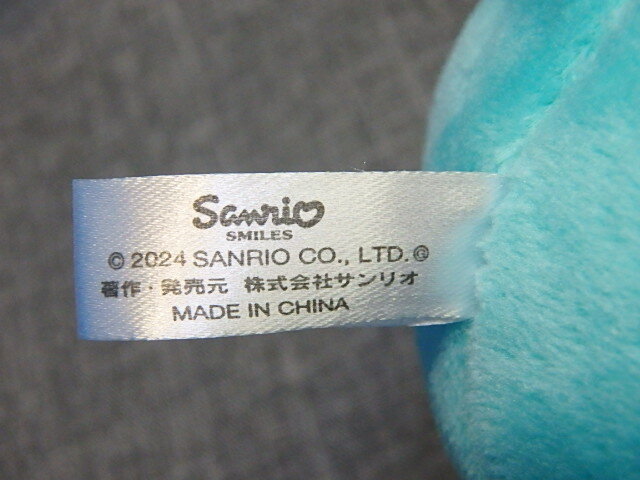 Sanrio
SMILES
© 2024 SANRIO CO., LTD. Ⓖ
著作・発売元 株式会社サンリオ
MADE IN CHINA